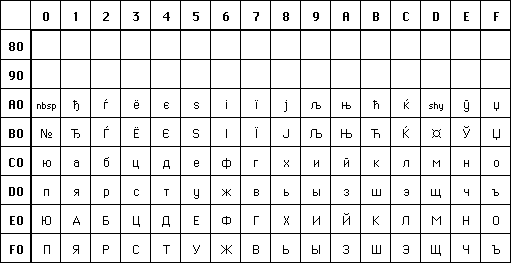 0 1 2 3 4 5 6 7 8 9 A B C D E F
80
90
A0 nbsp ђ ѓ ё є ѕ і ї ј љ њ ћ ќ shy ў џ
B0 № Ђ Ѓ Ё Є Ѕ І Ї Ј Љ Њ Ћ Ќ ¤ Ў Џ
C0 ю а б ц д е ф г х и й к л м н о
D0 п я р с т у ж в ь ы з ш э щ ч ъ
E0 Ю А Б Ц Д Е Ф Г Х И Й К Л М Н О
F0 П Я Р С Т У Ж В Ь Ы З Ш Э Щ Ч Ъ